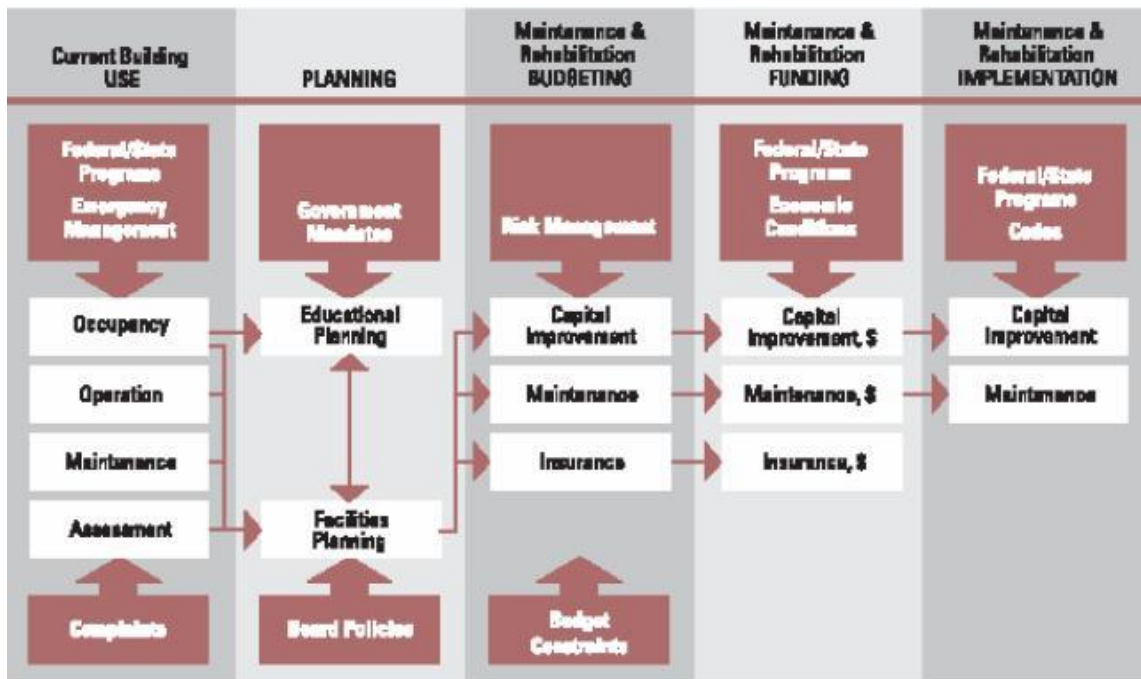 Current Building
USE
PLANNING
Maintenance &
Rehabilitation
BUDGETING
Maintenance &
Rehabilitation
FUNDING
Maintenance &
Rehabilitation
IMPLEMENTATION
Federal/State
Programs
Emergency
Management
Government
Mandates
Risk Management
Federal/State
Programs
Economic
Conditions
Federal/State
Programs
Codes
Occupancy
Operation
Maintenance
Assessment
Educational
Planning
Facilities
Planning
Capital
Improvement
Maintenance
Insurance
Capital
Improvement, $
Maintenance, $
Insurance, $
Capital
Improvement
Maintenance
Complaints
Board Policies
Budget
Constraints